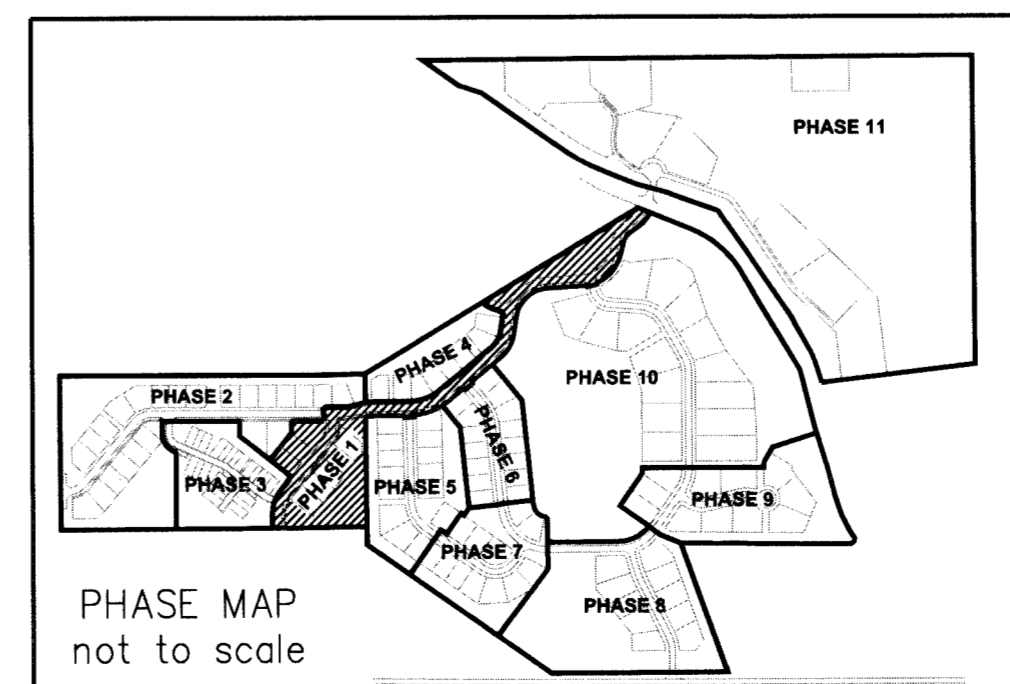 PHASE 11
PHASE 4
PHASE 10
PHASE 2
PHASE 1
PHASE 6
PHASE 3
PHASE 5
PHASE 9
PHASE 7
PHASE 8
PHASE MAP
not to scale